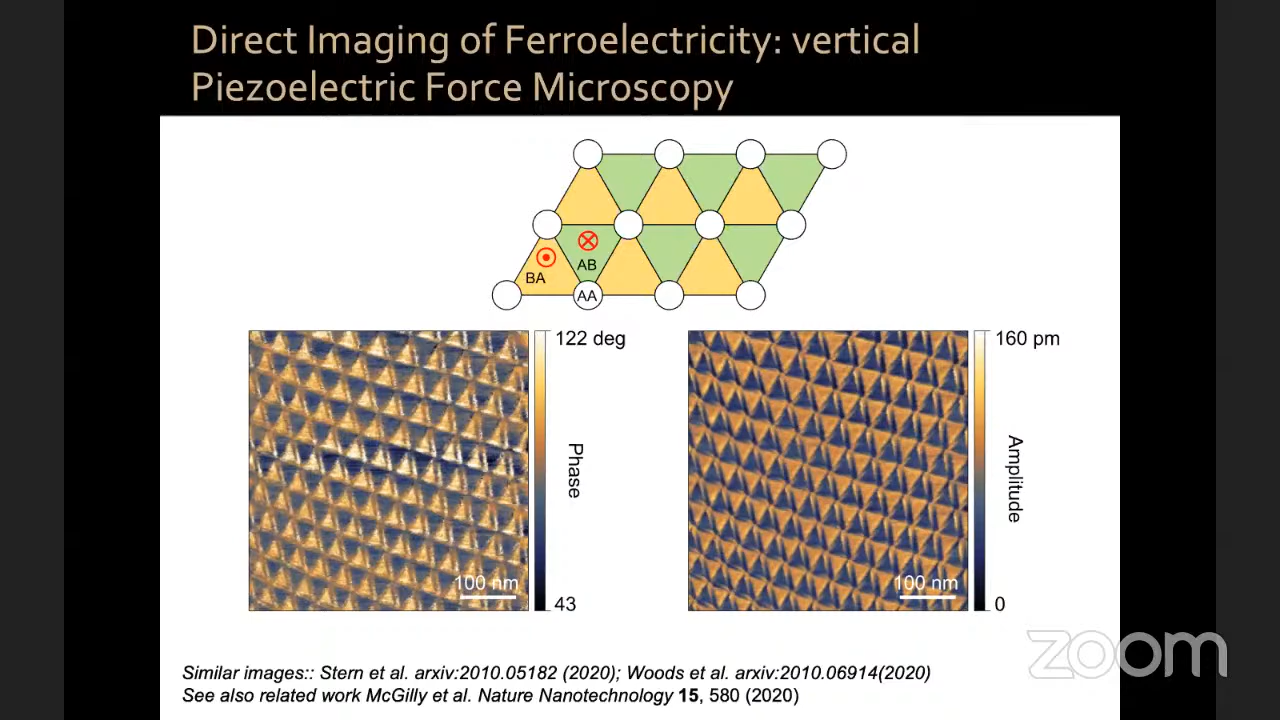 Direct Imaging of Ferroelectricity: vertical
Piezoelectric Force Microscopy
AB
BA
AA
122 deg
Phase
100 nm
43
160 pm
Amplitude
100 nm
0
zoom
Similar images:: Stern et al. arxiv:2010.05182 (2020); Woods et al. arxiv:2010.06914(2020)
See also related work McGilly et al. Nature Nanotechnology 15, 580 (2020)